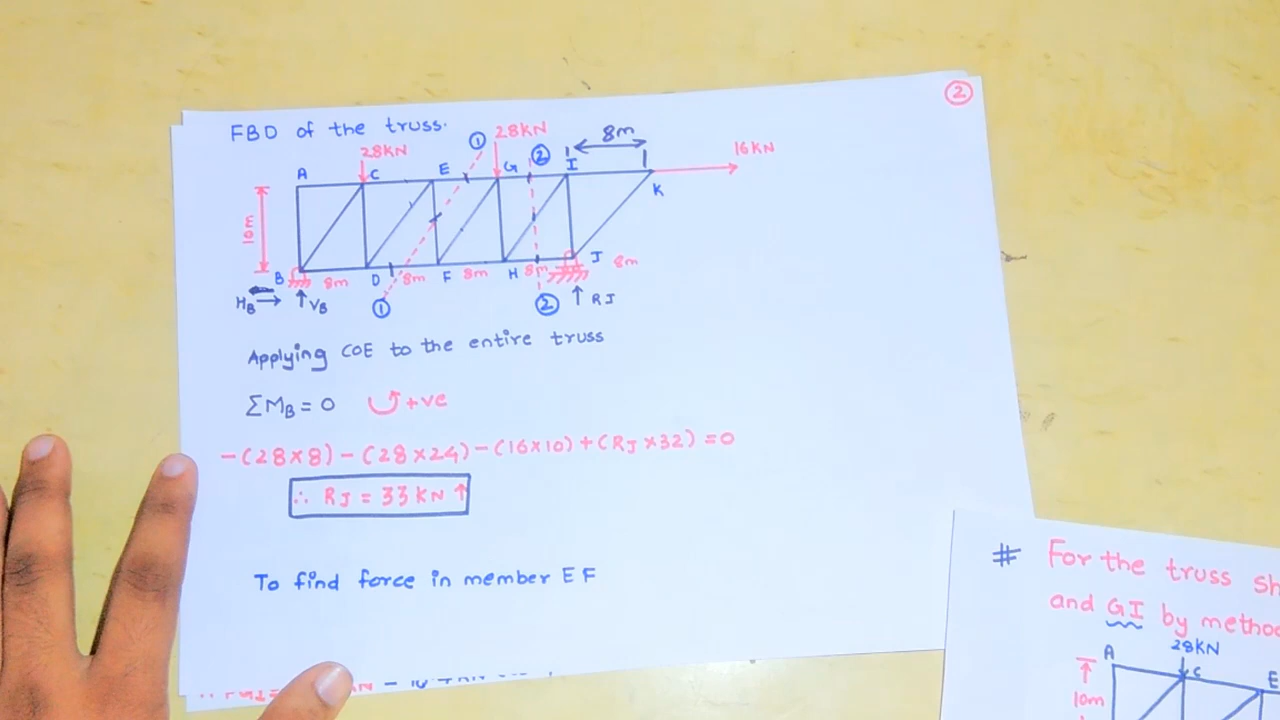 2
FBD of the truss.
1
28KN
2
8m
28KN
16KN
A
C
E
G
I
K
10m
B
8m
D
8m
F
8m
H
8m
J
8m
HB
VB
1
2
RJ
Applying COE to the entire truss
ΣMB = 0 +ve
-(28×8) - (28×24) - (16×10) + (RJ×32) = 0
∴ RJ = 33KN ↑
To find force in member EF
# For the truss sh
and GI by metho
A
28KN
C
E
10m